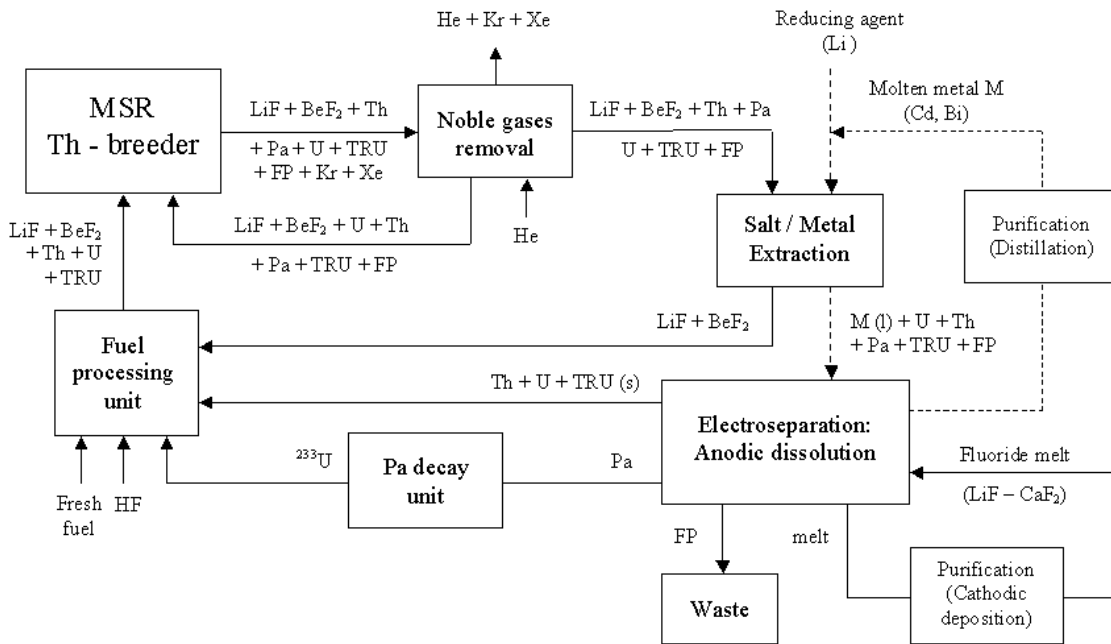 He + Kr + Xe
Reducing agent
(Li)
Molten metal M
(Cd, Bi)
MSR
Th - breeder
LiF + BeF₂ + Th
+ Pa + U + TRU
+ FP + Kr + Xe
Noble gases
removal
LiF + BeF₂ + Th + Pa
U + TRU + FP
LiF + BeF₂
+ Th + U
+ TRU
LiF + BeF₂ + U + Th
+ Pa + TRU + FP
He
Salt / Metal
Extraction
Purification
(Distillation)
LiF + BeF₂
M (l) + U + Th
+ Pa + TRU + FP
Fuel
processing
unit
Th + U + TRU (s)
Electroseparation:
Anodic dissolution
Fluoride melt
(LiF – CaF₂)
²³³U
Pa decay
unit
Pa
Fresh
fuel
HF
FP
melt
Waste
Purification
(Cathodic
deposition)